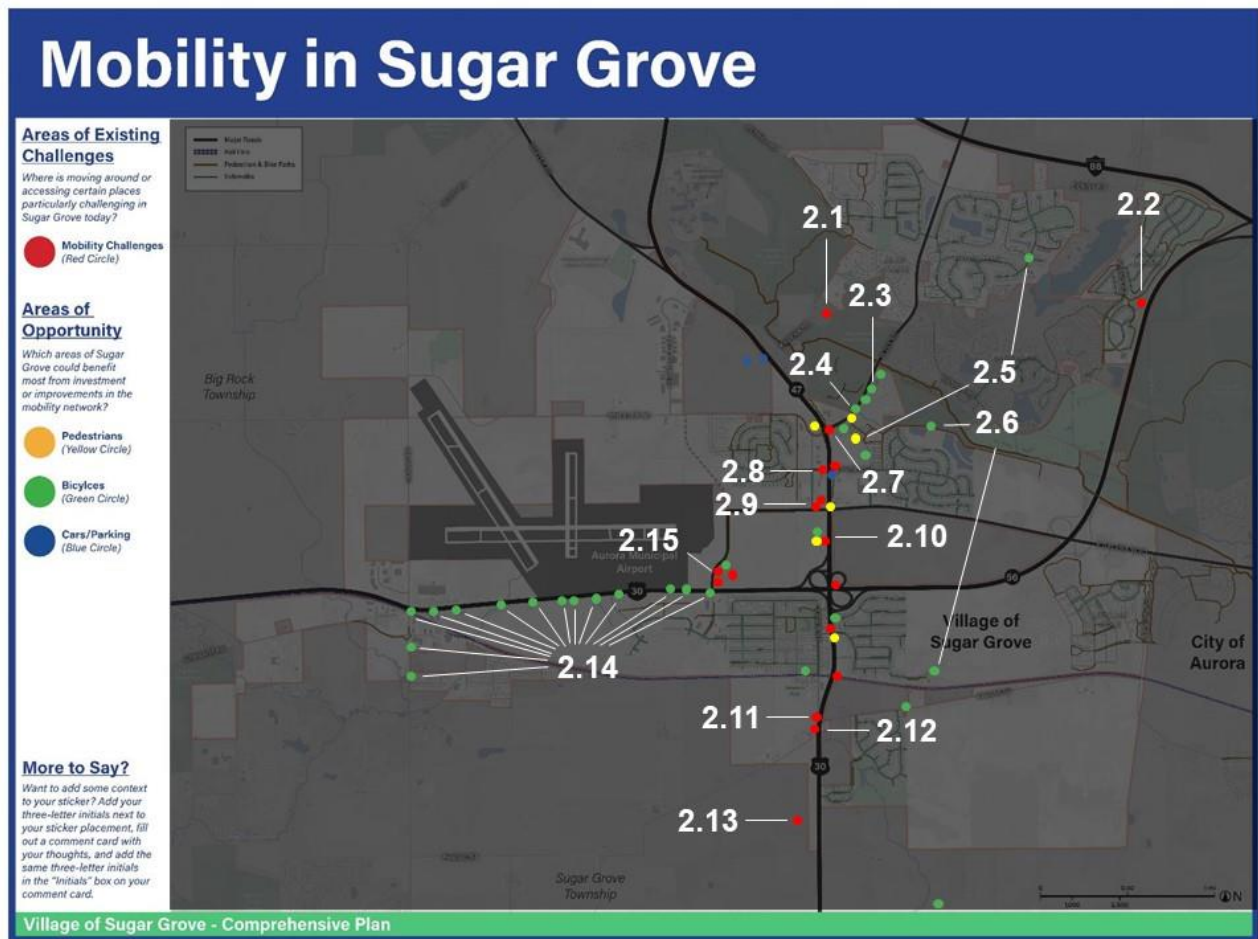 Mobility in Sugar Grove
Areas of Existing
Challenges
Where is moving around or
accessing certain places
particularly challenging in
Sugar Grove today?
Mobility Challenges
(Red Circle)
Areas of
Opportunity
Which areas of Sugar
Grove could benefit
most from investment
or improvements in the
mobility network?
Pedestrians
(Yellow Circle)
Bicylces
(Green Circle)
Cars/Parking
(Blue Circle)
More to Say?
Want to add some context
to your sticker? Add your
three-letter initials next to
your sticker placement, fill
out a comment card with
your thoughts, and add the
same three-letter initials
in the "Initials" box on your
comment card.
Major Roads
Pedestrian & Bike Paths
Sidewalks
88
2.1
2.2
2.3
2.4
2.5
Big Rock
Township
47
2.6
2.7
2.8
2.9
2.10
2.15
Aurora Municipal
Airport
30
56
Village of
Sugar Grove
City of
Aurora
2.14
2.11
2.12
30
2.13
Sugar Grove
Township
N
Village of Sugar Grove - Comprehensive Plan